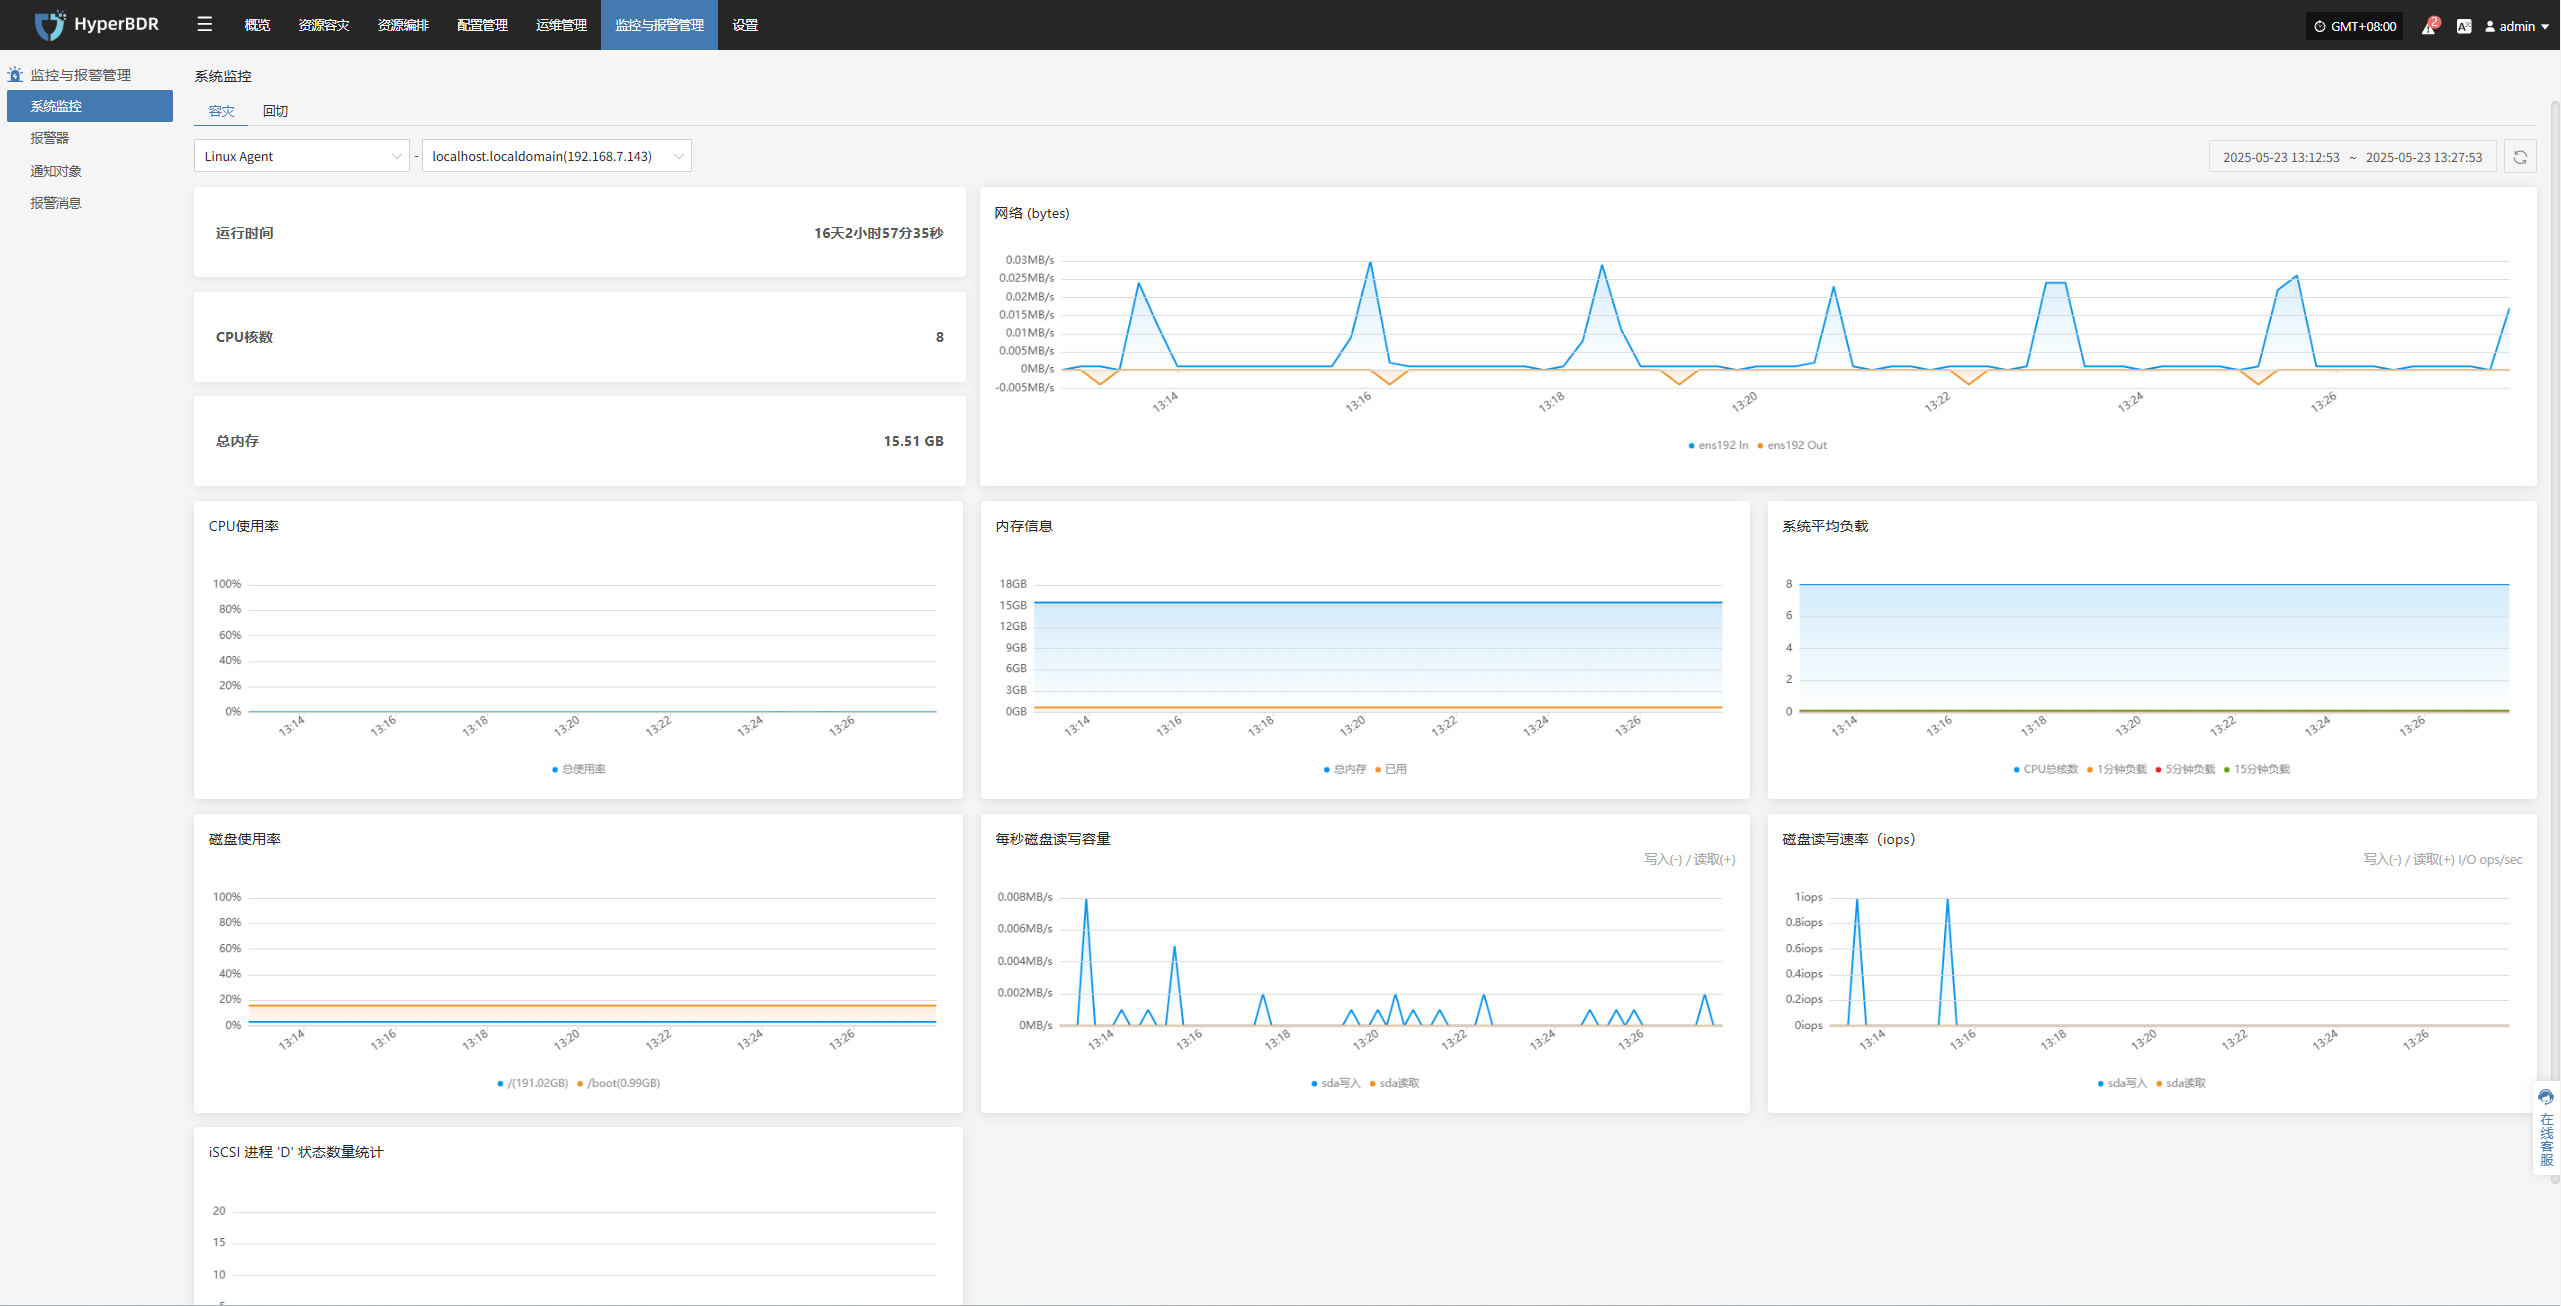 HyperBDR
概览 资源容灾 资源编排 配置管理 运维管理 监控与报警管理 设置
GMT+08:00 2 admin
监控与报警管理
系统监控
报警器
通知对象
报警消息
系统监控
容灾 回切
Linux Agent - localhost.localdomain(192.168.7.143)
2025-05-23 13:12:53 ~ 2025-05-23 13:27:53
运行时间 16天2小时57分35秒
CPU核数 8
总内存 15.51 GB
网络 (bytes)
0.03MB/s
0.025MB/s
0.02MB/s
0.015MB/s
0.01MB/s
0.005MB/s
0MB/s
-0.005MB/s
13:14 13:16 13:18 13:20 13:22 13:24 13:26
ens192 In ens192 Out
CPU使用率
100%
80%
60%
40%
20%
0%
13:14 13:16 13:18 13:20 13:22 13:24 13:26
总使用率
内存信息
18GB
15GB
12GB
9GB
6GB
3GB
0GB
13:14 13:16 13:18 13:20 13:22 13:24 13:26
总内存 已用
系统平均负载
8
6
4
2
0
13:14 13:16 13:18 13:20 13:22 13:24 13:26
CPU总核数 1分钟负载 5分钟负载 15分钟负载
磁盘使用率
100%
80%
60%
40%
20%
0%
13:14 13:16 13:18 13:20 13:22 13:24 13:26
/(191.02GB) /boot(0.99GB)
每秒磁盘读写容量
写入(-) / 读取(+)
0.008MB/s
0.006MB/s
0.004MB/s
0.002MB/s
0MB/s
13:14 13:16 13:18 13:20 13:22 13:24 13:26
sda写入 sda读取
磁盘读写速率（iops）
写入(-) / 读取(+) I/O ops/sec
1iops
0.8iops
0.6iops
0.4iops
0.2iops
0iops
13:14 13:16 13:18 13:20 13:22 13:24 13:26
sda写入 sda读取
iSCSI 进程 'D' 状态数量统计
20
15
10
在线客服